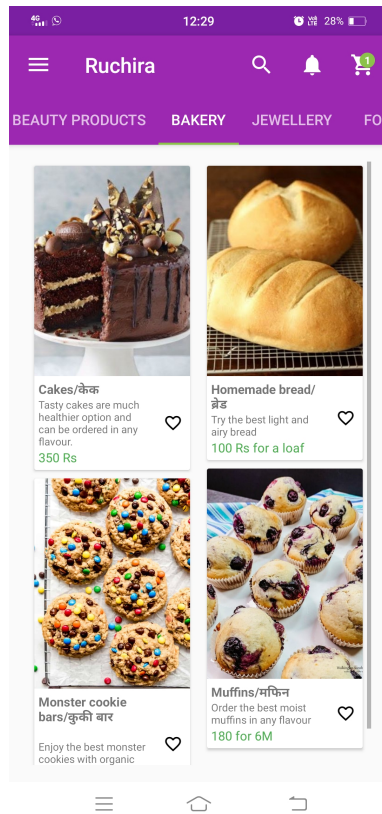 4G
12:29
VoLTE 28%
Ruchira
1
BEAUTY PRODUCTS BAKERY JEWELLERY FO
Cakes/केक
Tasty cakes are much
healthier option and
can be ordered in any
flavour.
350 Rs
Homemade bread/
ब्रेड
Try the best light and
airy bread
100 Rs for a loaf
Monster cookie
bars/कुकी बार
Enjoy the best monster
cookies with organic
Muffins/मफिन
Order the best moist
muffins in any flavour
180 for 6M